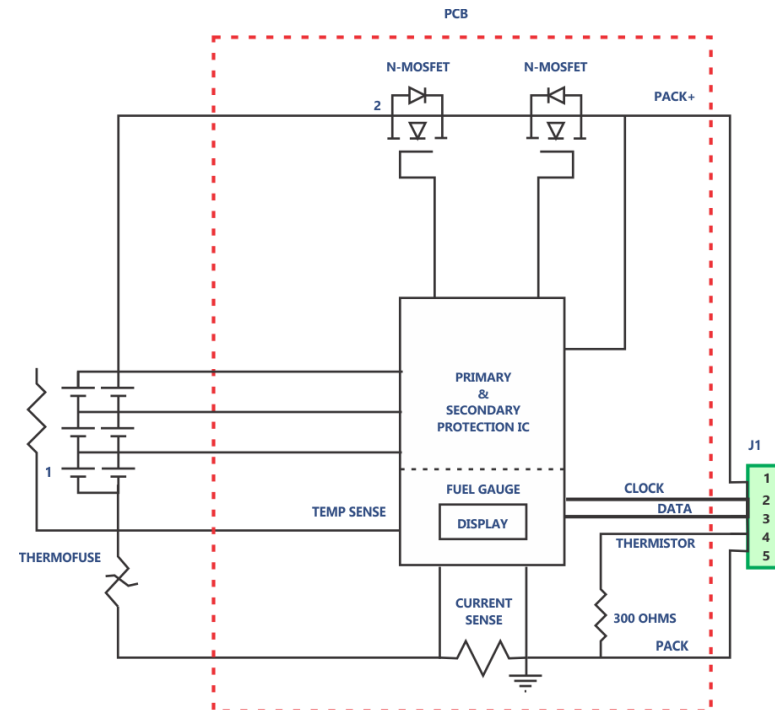 PCB
N-MOSFET
N-MOSFET
2
PACK+
PRIMARY
&
SECONDARY
PROTECTION IC
1
J1
1
FUEL GAUGE
CLOCK
2
TEMP SENSE
DISPLAY
DATA
3
THERMISTOR
4
THERMOFUSE
5
CURRENT
SENSE
300 OHMS
PACK